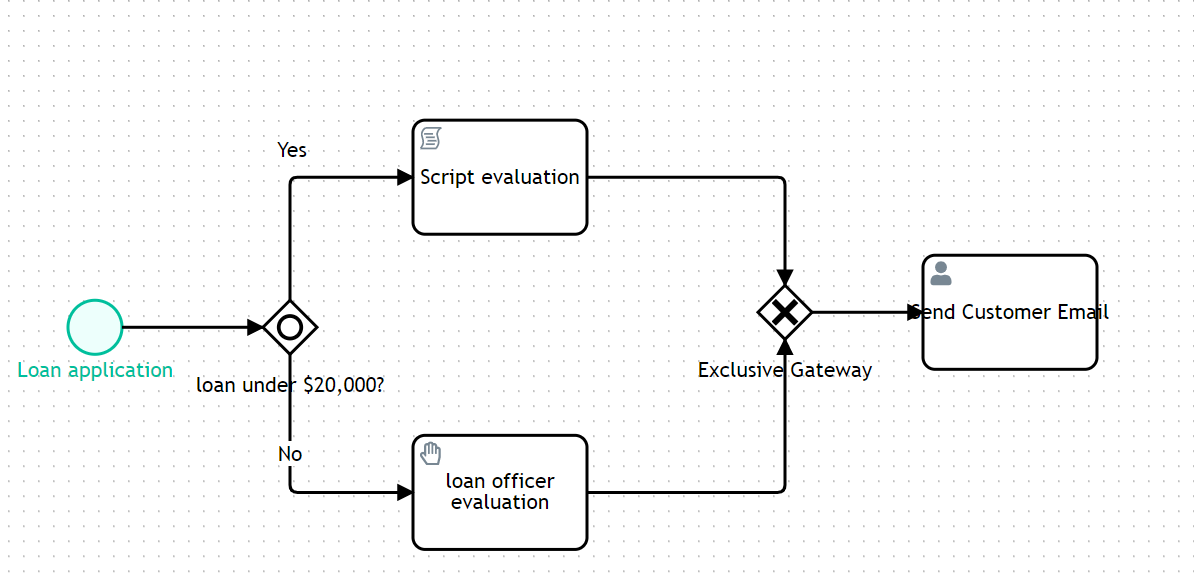 Yes
Script evaluation
Send Customer Email
Loan application
Exclusive Gateway
loan under $20,000?
No
loan officer
evaluation